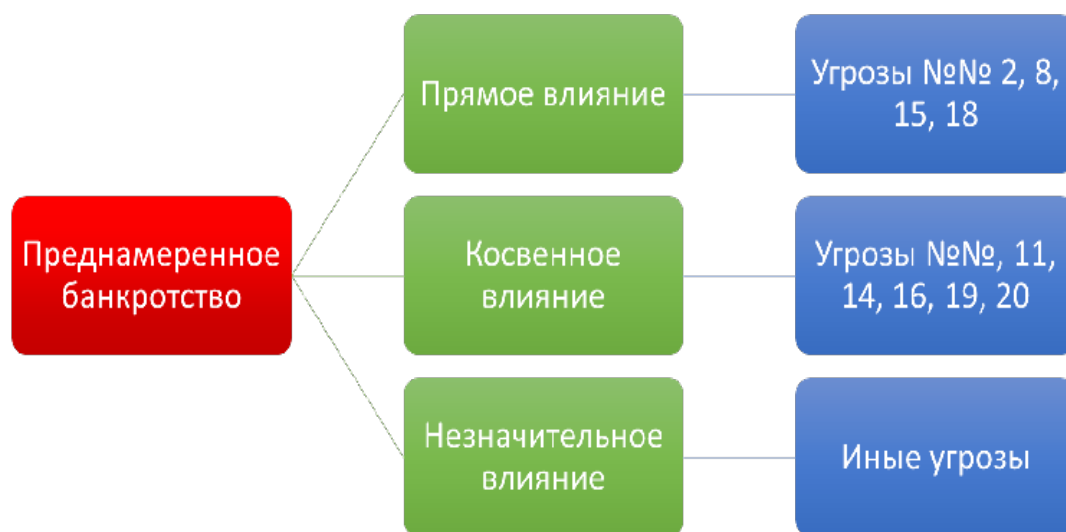 Прямое влияние
Угрозы №№ 2, 8,
15, 18
Преднамеренное
банкротство
Косвенное
влияние
Угрозы №№, 11,
14, 16, 19, 20
Незначительное
влияние
Иные угрозы